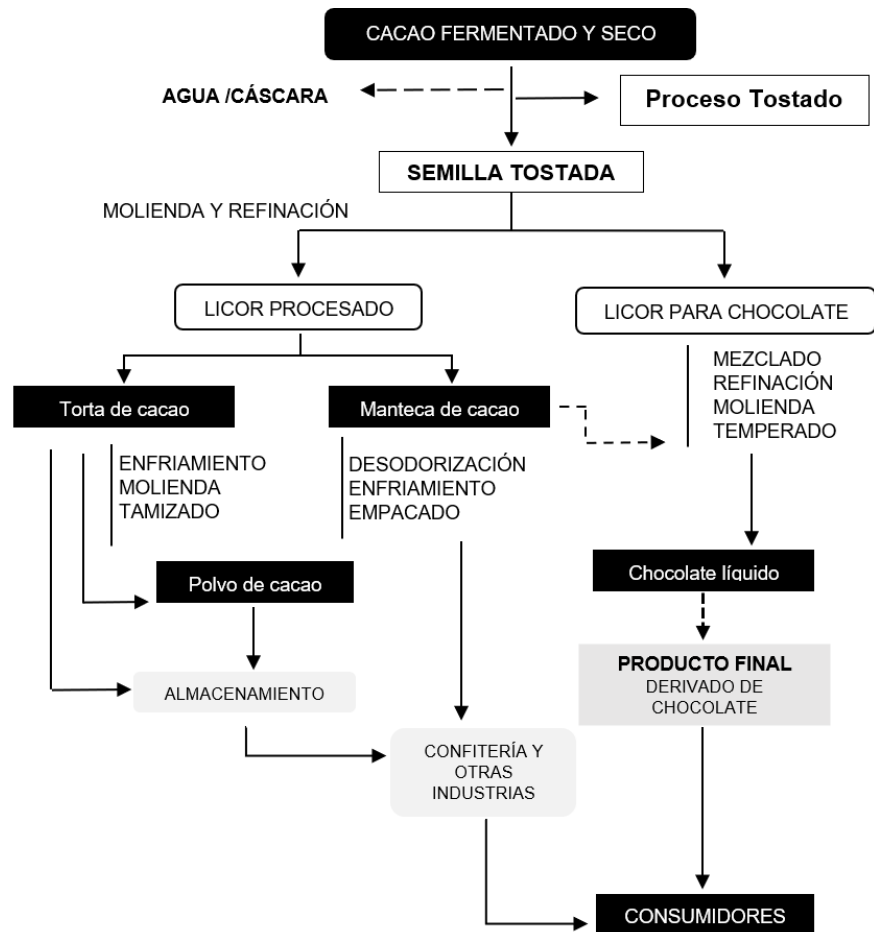 CACAO FERMENTADO Y SECO
AGUA /CÁSCARA
Proceso Tostado
SEMILLA TOSTADA
MOLIENDA Y REFINACIÓN
LICOR PROCESADO
LICOR PARA CHOCOLATE
MEZCLADO
REFINACIÓN
MOLIENDA
TEMPERADO
Torta de cacao
Manteca de cacao
ENFRIAMIENTO
MOLIENDA
TAMIZADO
DESODORIZACIÓN
ENFRIAMIENTO
EMPACADO
Polvo de cacao
Chocolate líquido
ALMACENAMIENTO
PRODUCTO FINAL
DERIVADO DE
CHOCOLATE
CONFITERÍA Y
OTRAS
INDUSTRIAS
CONSUMIDORES